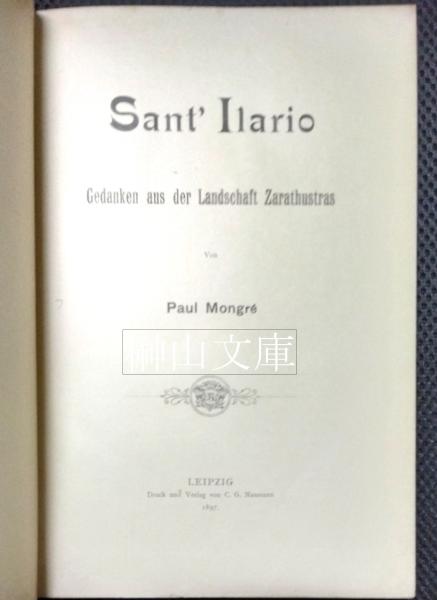 Sant' Ilario
Gedanken aus der Landschaft Zarathustras
Von
Paul Mongré
榊山文庫
LEIPZIG
Druck und Verlag von C. G. Naumann
1897.